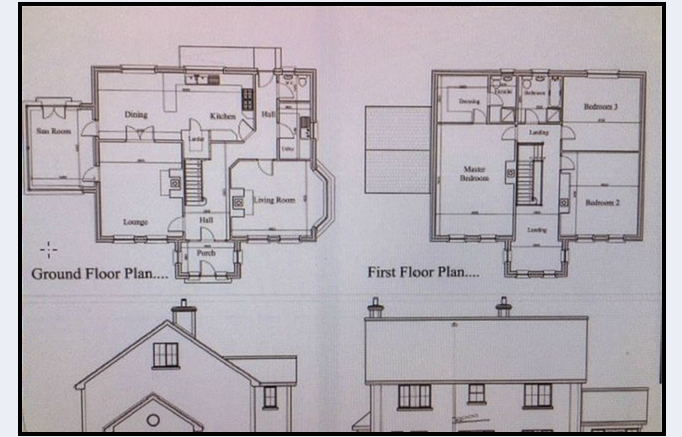 Sun Room
Dining
Kitchen
Hall
Larder
Utility
Lounge
Living Room
Hall
Porch
Ground Floor Plan....
Dressing
Ensuite
Bathroom
Bedroom 3
Landing
Master
Bedroom
Bedroom 2
Landing
First Floor Plan....